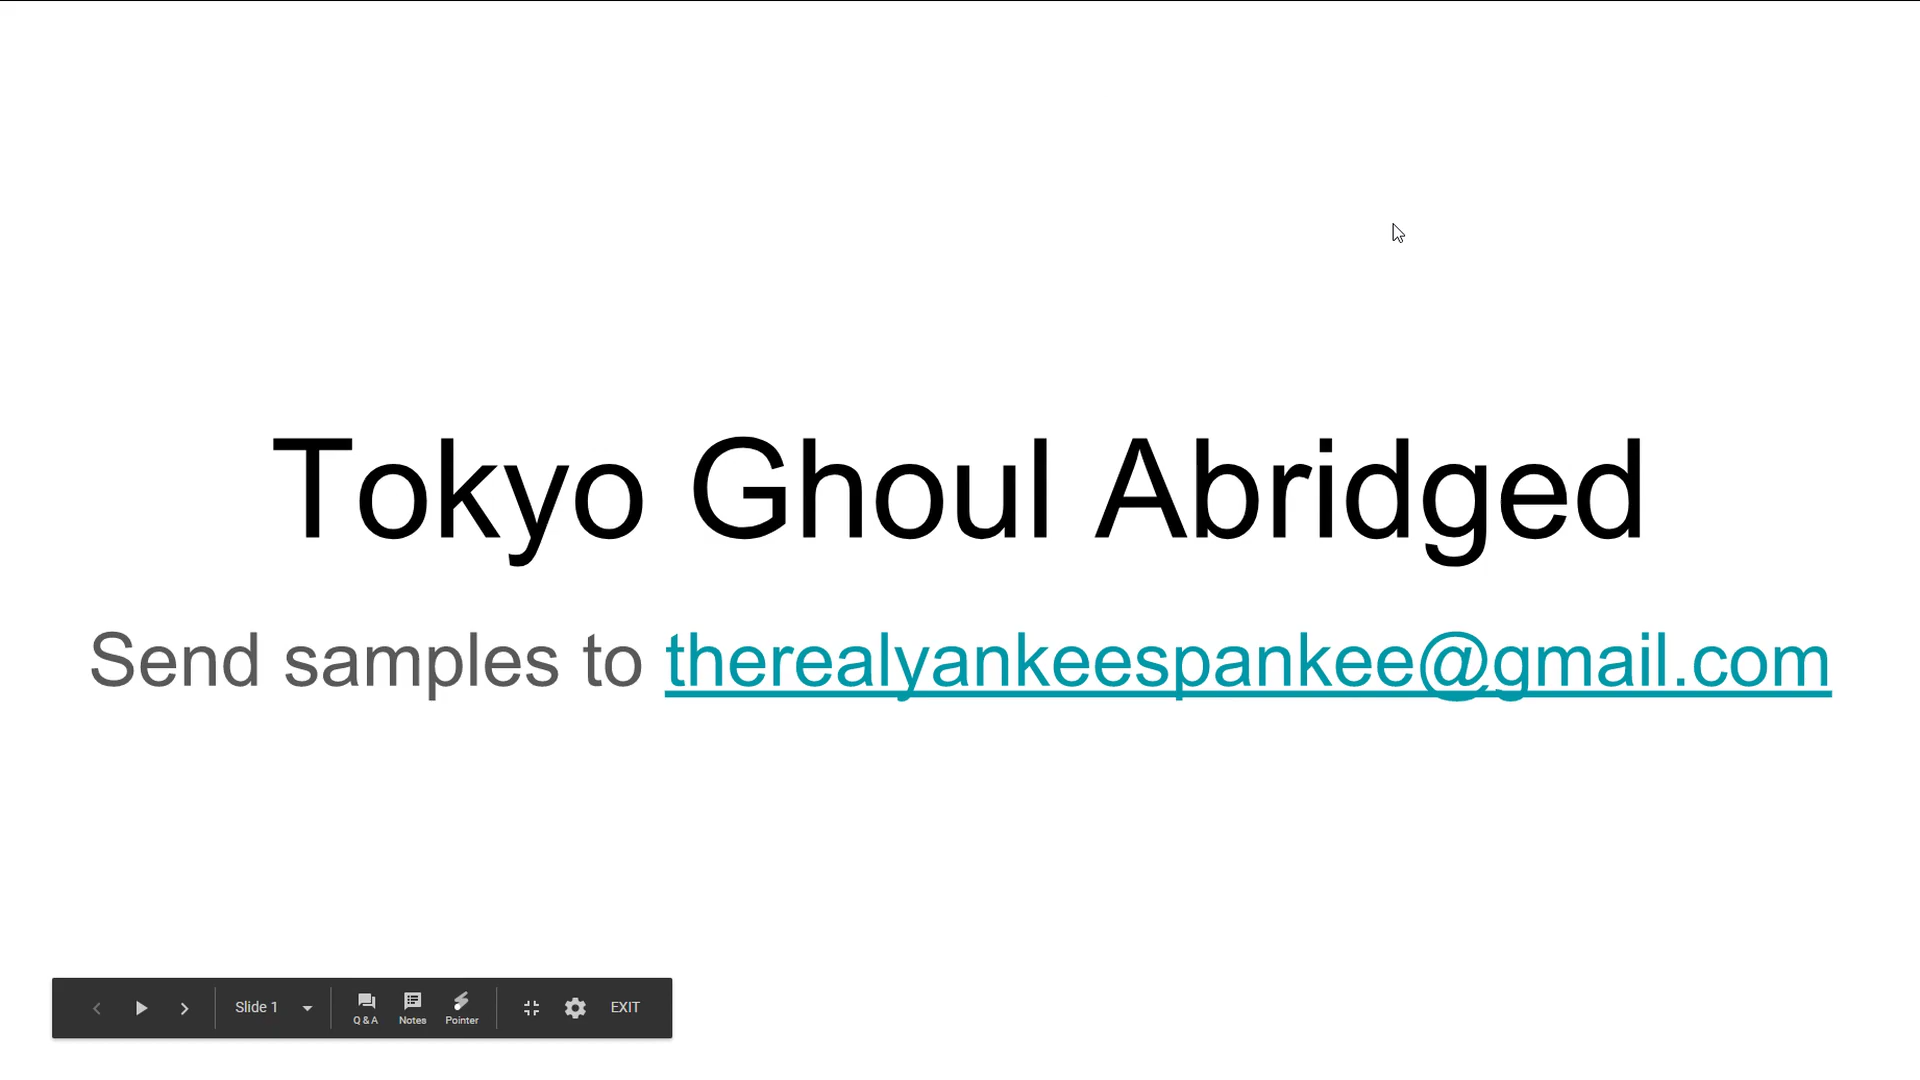 Tokyo Ghoul Abridged
Send samples to therealyankeespankee@gmail.com
Slide 1
Q & A
Notes
Pointer
EXIT